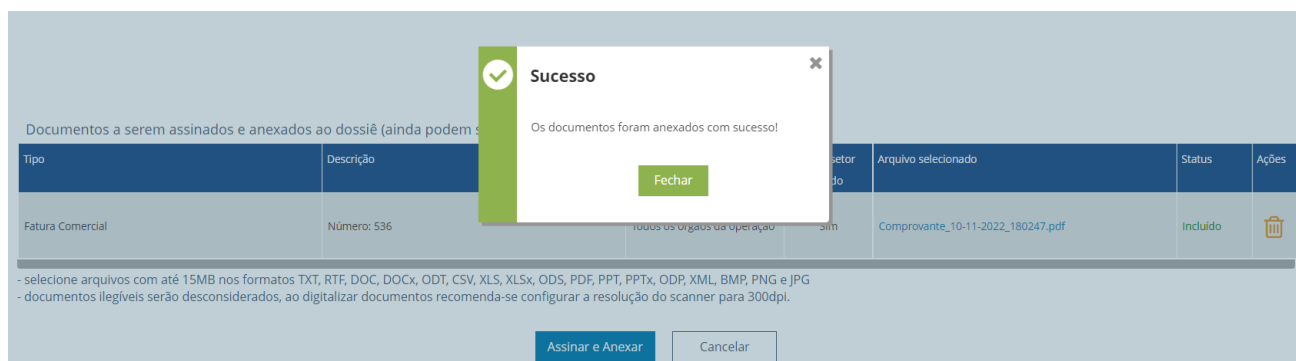 Sucesso
Os documentos foram anexados com sucesso!
Fechar
Documentos a serem assinados e anexados ao dossiê (ainda podem
Tipo Descrição setor Arquivo selecionado Status Ações
do
Fatura Comercial Número: 536 Todos os órgãos da operação Sim Comprovante_10-11-2022_180247.pdf Incluído
- selecione arquivos com até 15MB nos formatos TXT, RTF, DOC, DOCx, ODT, CSV, XLS, XLSx, ODS, PDF, PPT, PPTx, ODP, XML, BMP, PNG e JPG
- documentos ilegíveis serão desconsiderados, ao digitalizar documentos recomenda-se configurar a resolução do scanner para 300dpi.
Assinar e Anexar Cancelar